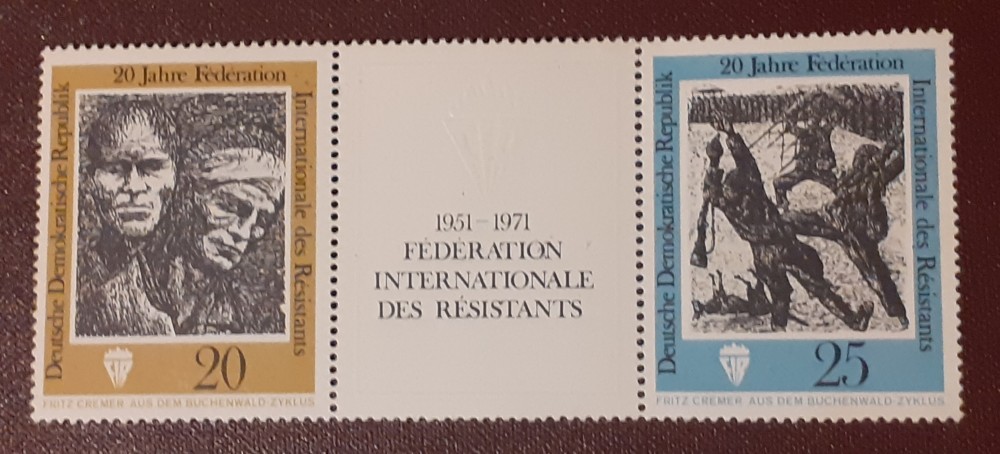 20 Jahre Fédération
Deutsche Demokratische Republik
Internationale des Résistants
20
FRITZ CREMER AUS DEM BUCHENWALD-ZYKLUS
1951–1971
FÉDÉRATION
INTERNATIONALE
DES RÉSISTANTS
20 Jahre Fédération
Deutsche Demokratische Republik
Internationale des Résistants
25
FRITZ CREMER AUS DEM BUCHENWALD-ZYKLUS